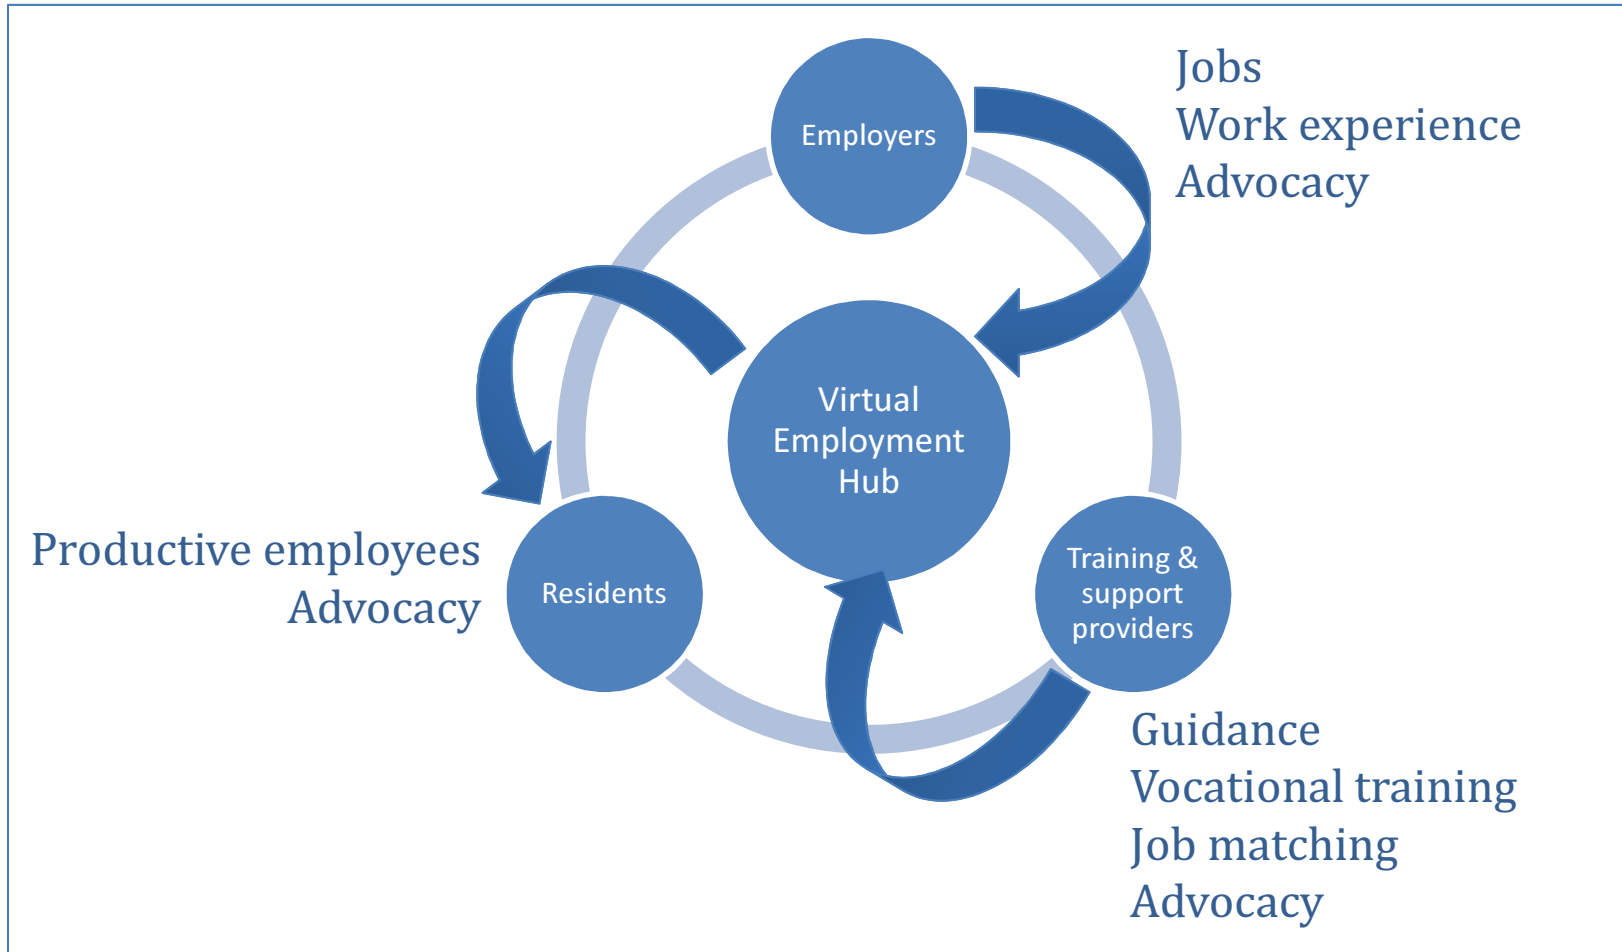 Employers
Jobs
Work experience
Advocacy
Virtual
Employment
Hub
Productive employees
Advocacy
Residents
Training &
support
providers
Guidance
Vocational training
Job matching
Advocacy